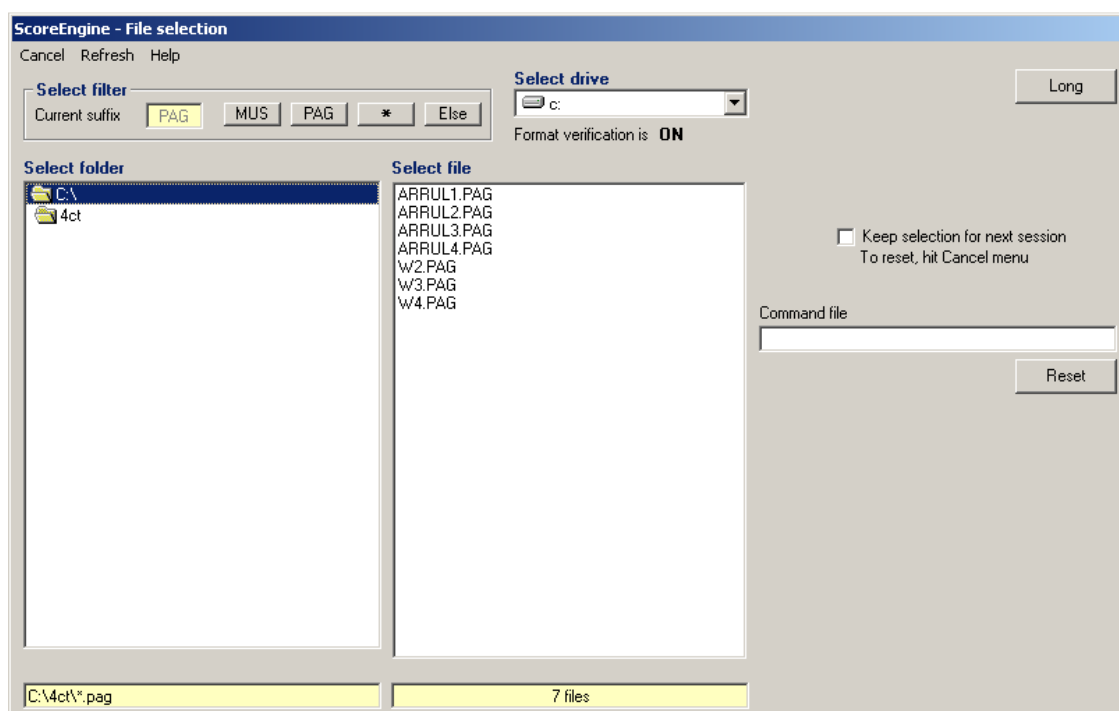 ScoreEngine - File selection
Cancel Refresh Help
Select filter
Current suffix PAG MUS PAG * Else
Select drive
c:
Format verification is ON
Long
Select folder
C:\
4ct
Select file
ARRUL1.PAG
ARRUL2.PAG
ARRUL3.PAG
ARRUL4.PAG
W2.PAG
W3.PAG
W4.PAG
Keep selection for next session
To reset, hit Cancel menu
Command file
Reset
C:\4ct\*.pag
7 files